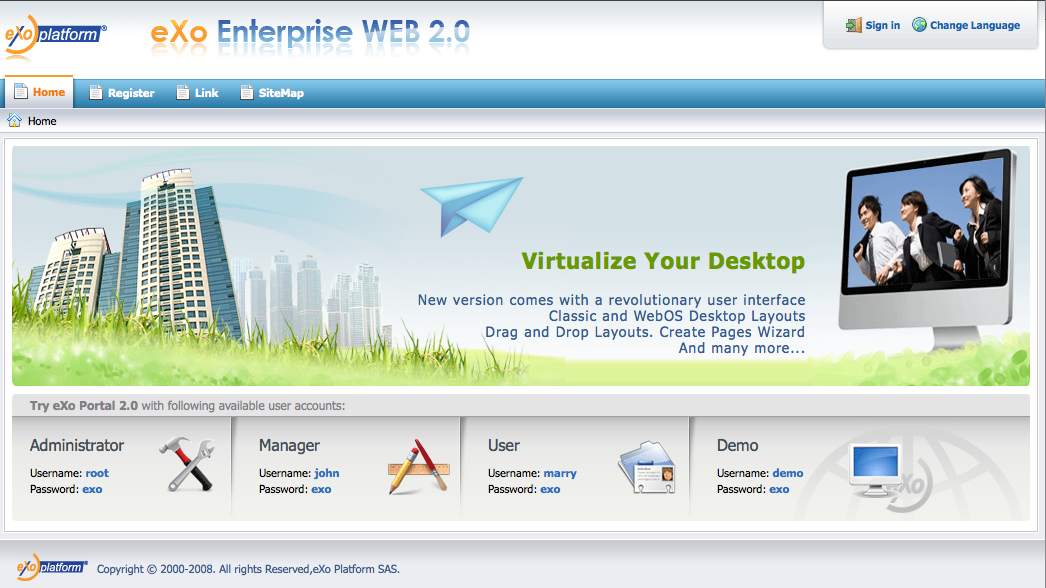 eXo platform®
eXo Enterprise WEB 2.0
Sign in
Change Language
Home
Register
Link
SiteMap
Home
Virtualize Your Desktop
New version comes with a revolutionary user interface
Classic and WebOS Desktop Layouts
Drag and Drop Layouts. Create Pages Wizard
And many more...
Try eXo Portal 2.0 with following available user accounts:
Administrator
Username: root
Password: exo
Manager
Username: john
Password: exo
User
Username: marry
Password: exo
Demo
Username: demo
Password: exo
eXo
eXo platform®
Copyright © 2000-2008. All rights Reserved,eXo Platform SAS.